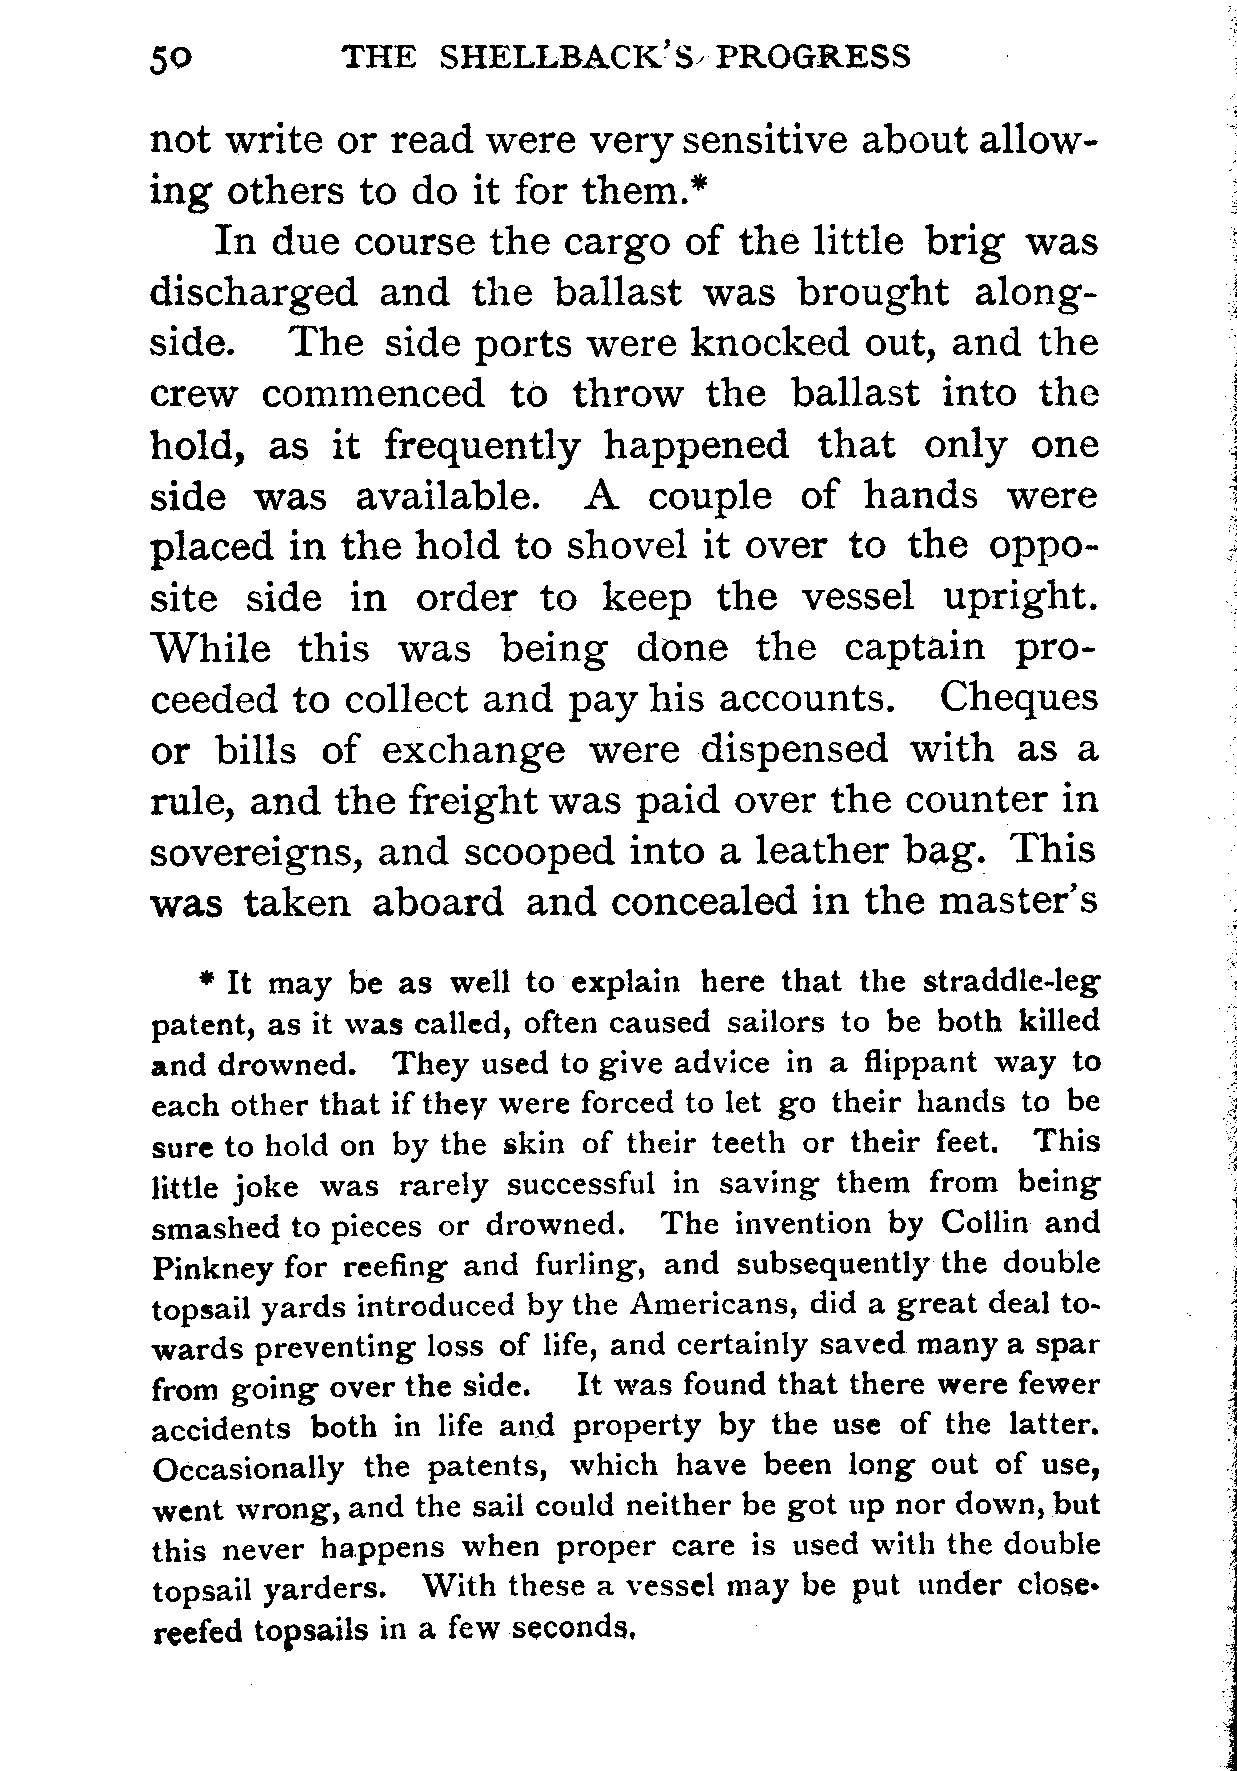 50 THE SHELLBACK'S PROGRESS
not write or read were very sensitive about allow-
ing others to do it for them.*
In due course the cargo of the little brig was
discharged and the ballast was brought along-
side. The side ports were knocked out, and the
crew commenced to throw the ballast into the
hold, as it frequently happened that only one
side was available. A couple of hands were
placed in the hold to shovel it over to the oppo-
site side in order to keep the vessel upright.
While this was being done the captain pro-
ceeded to collect and pay his accounts. Cheques
or bills of exchange were dispensed with as a
rule, and the freight was paid over the counter in
sovereigns, and scooped into a leather bag. This
was taken aboard and concealed in the master's
* It may be as well to explain here that the straddle-leg
patent, as it was called, often caused sailors to be both killed
and drowned. They used to give advice in a flippant way to
each other that if they were forced to let go their hands to be
sure to hold on by the skin of their teeth or their feet. This
little joke was rarely successful in saving them from being
smashed to pieces or drowned. The invention by Collin and
Pinkney for reefing and furling, and subsequently the double
topsail yards introduced by the Americans, did a great deal to-
wards preventing loss of life, and certainly saved many a spar
from going over the side. It was found that there were fewer
accidents both in life and property by the use of the latter.
Occasionally the patents, which have been long out of use,
went wrong, and the sail could neither be got up nor down, but
this never happens when proper care is used with the double
topsail yarders. With these a vessel may be put under close-
reefed topsails in a few seconds.